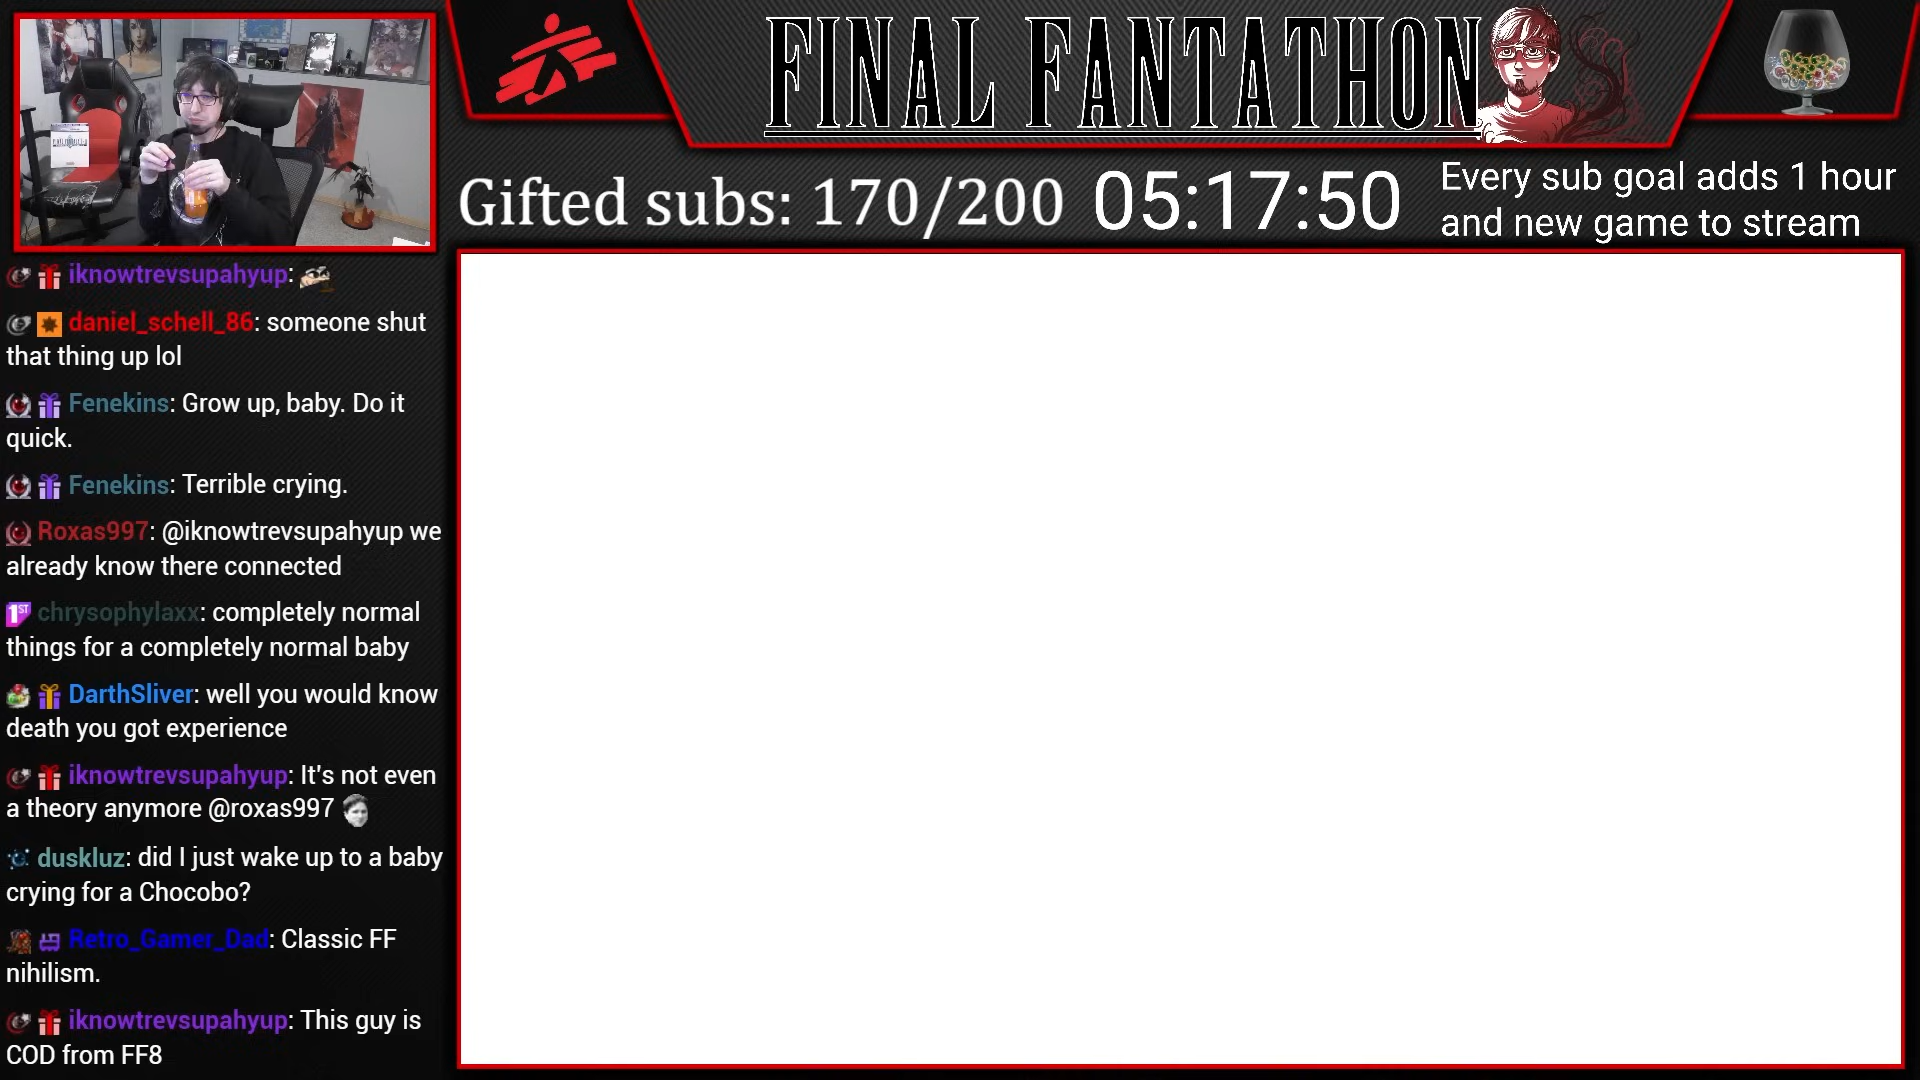 FINAL FANTATHON
Gifted subs: 170/200
05:17:50
Every sub goal adds 1 hour
and new game to stream
iknowtrevsupahyup:
daniel_schell_86: someone shut
that thing up lol
Fenekins: Grow up, baby. Do it
quick.
Fenekins: Terrible crying.
Roxas997: @iknowtrevsupahyup we
already know there connected
1ST chrysophylaxx: completely normal
things for a completely normal baby
DarthSliver: well you would know
death you got experience
iknowtrevsupahyup: It's not even
a theory anymore @roxas997
duskluz: did I just wake up to a baby
crying for a Chocobo?
Retro_Gamer_Dad: Classic FF
nihilism.
iknowtrevsupahyup: This guy is
COD from FF8